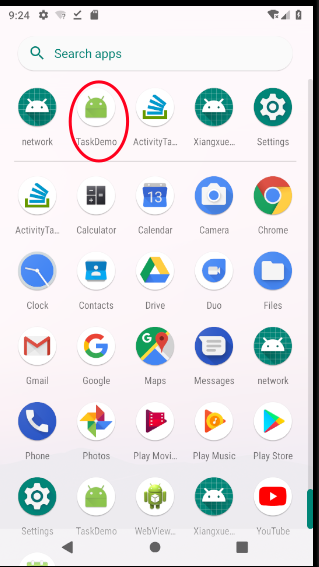 9:24
Search apps
network TaskDemo ActivityTa... Xiangxue... Settings
ActivityTa... Calculator Calendar Camera Chrome
13
Clock Contacts Drive Duo Files
Gmail Google Maps Messages network
Phone Photos Play Movi... Play Music Play Store
Settings TaskDemo WebView... Xiangxue... YouTube